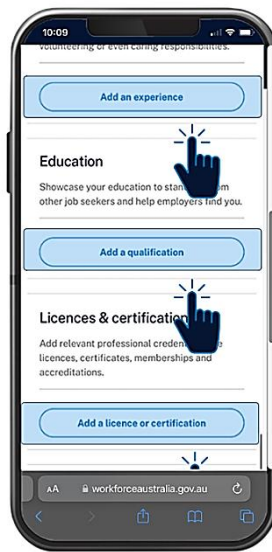 10:09
volunteering or even caring responsibilities.
Add an experience
Education
Showcase your education to stand
other job seekers and help employers find you.
Add a qualification
Licences & certification
Add relevant professional
licences, certificates, memberships and
accreditations.
Add a licence or certification
AA workforceaustralia.gov.au